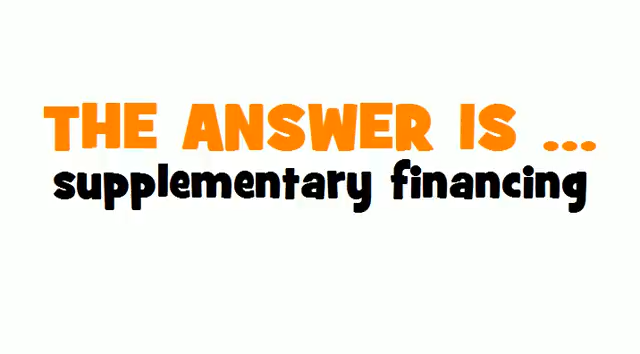 THE ANSWER IS ...
supplementary financing